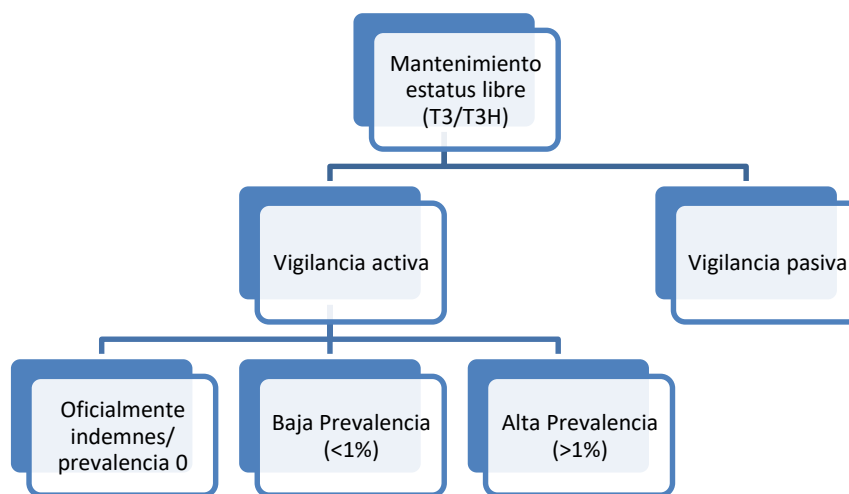 Mantenimiento
estatus libre
(T3/T3H)
Vigilancia activa
Vigilancia pasiva
Oficialmente
indemnes/
prevalencia 0
Baja Prevalencia
(<1%)
Alta Prevalencia
(>1%)